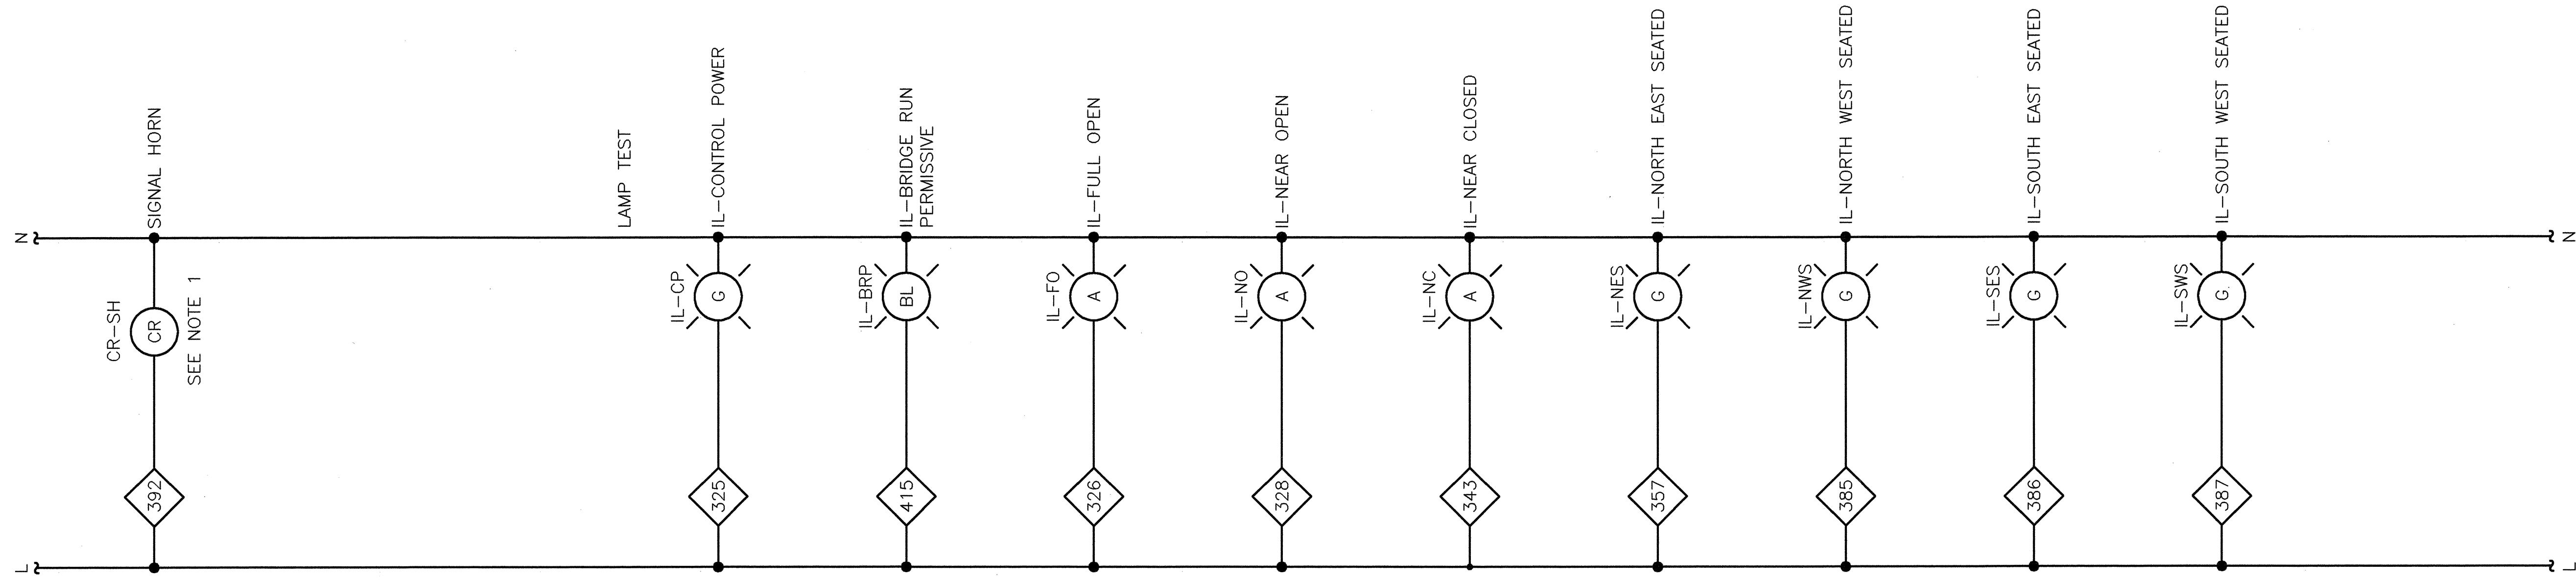 L
N
CR-SH
CR
SEE NOTE 1
392
SIGNAL HORN
LAMP TEST
325
IL-CP
G
IL-CONTROL POWER
415
IL-BRP
BL
IL-BRIDGE RUN
PERMISSIVE
326
IL-FO
A
IL-FULL OPEN
328
IL-NO
A
IL-NEAR OPEN
343
IL-NC
A
IL-NEAR CLOSED
357
IL-NES
G
IL-NORTH EAST SEATED
385
IL-NWS
G
IL-NORTH WEST SEATED
386
IL-SES
G
IL-SOUTH EAST SEATED
387
IL-SWS
G
IL-SOUTH WEST SEATED
L
N